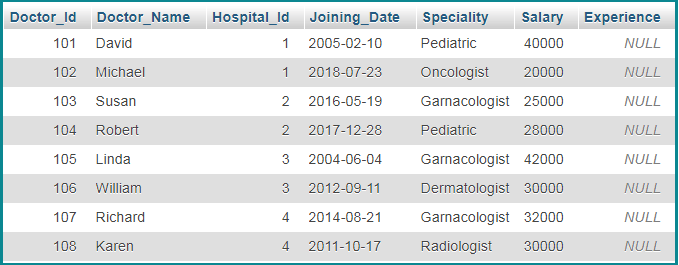 Doctor_Id Doctor_Name Hospital_Id Joining_Date Speciality Salary Experience
101 David 1 2005-02-10 Pediatric 40000 NULL
102 Michael 1 2018-07-23 Oncologist 20000 NULL
103 Susan 2 2016-05-19 Garnacologist 25000 NULL
104 Robert 2 2017-12-28 Pediatric 28000 NULL
105 Linda 3 2004-06-04 Garnacologist 42000 NULL
106 William 3 2012-09-11 Dermatologist 30000 NULL
107 Richard 4 2014-08-21 Garnacologist 32000 NULL
108 Karen 4 2011-10-17 Radiologist 30000 NULL